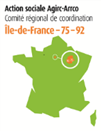 Action sociale Agirc-Arrco
Comité régional de coordination
Île-de-France – 75 – 92